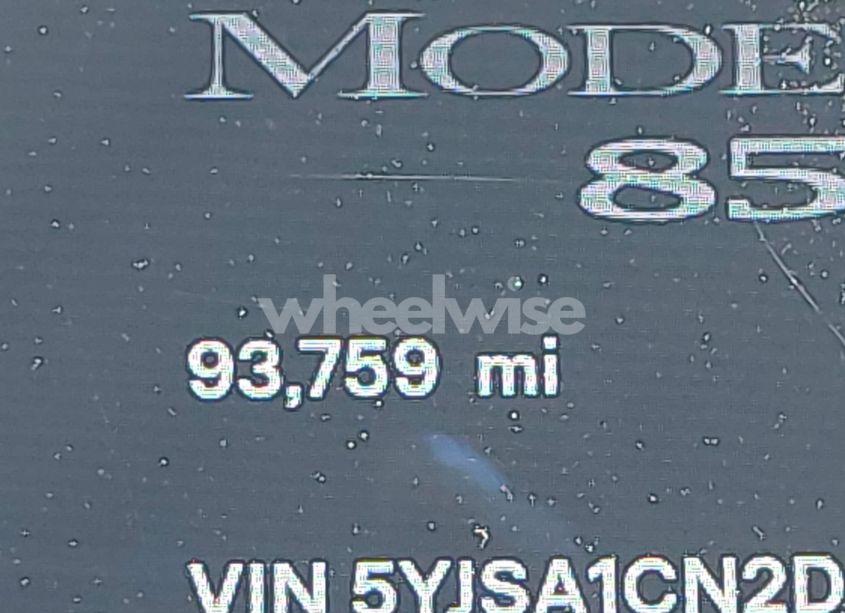 MODE
85
wheelwise
93,759 mi
VIN 5YJSA1CN2D